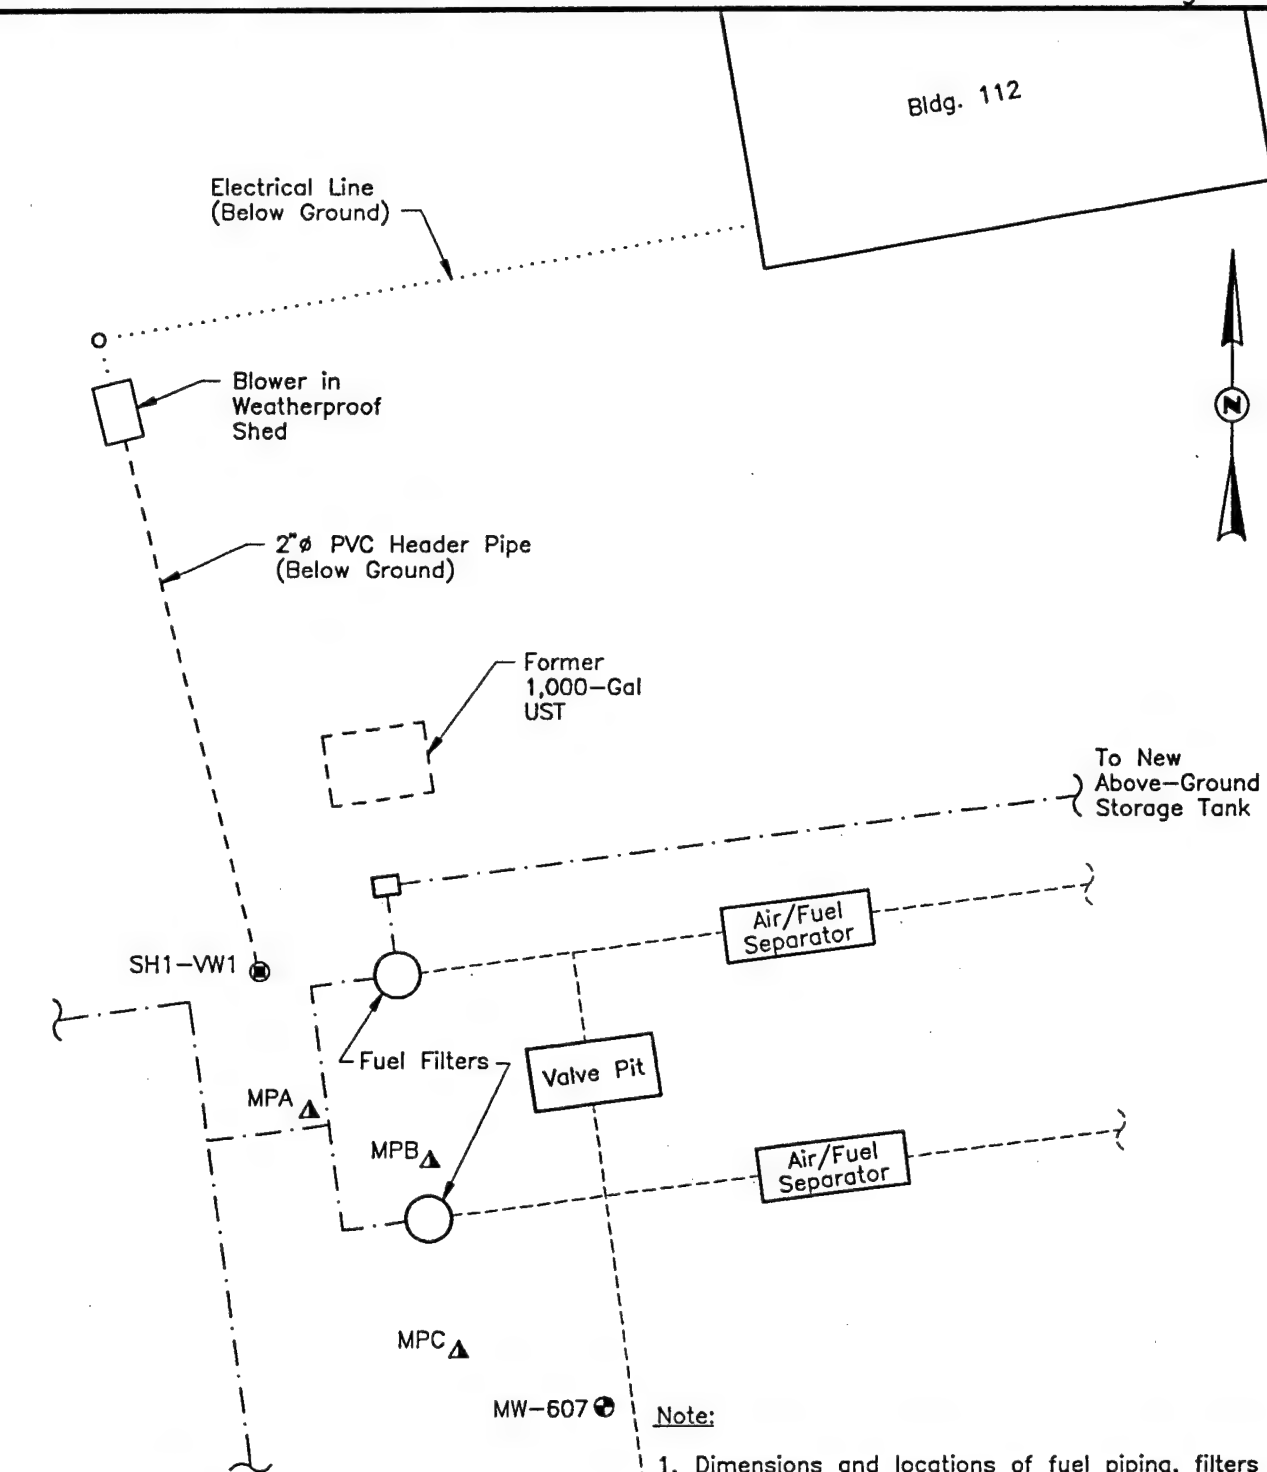 Bldg. 112
Electrical Line
(Below Ground)
Blower in
Weatherproof
Shed
N
2"ø PVC Header Pipe
(Below Ground)
Former
1,000-Gal
UST
To New
Above-Ground
Storage Tank
Air/Fuel
Separator
SH1-VW1
Fuel Filters
Valve Pit
MPA
MPB
Air/Fuel
Separator
MPC
MW-607
Note:
1. Dimensions and locations of fuel piping, filters